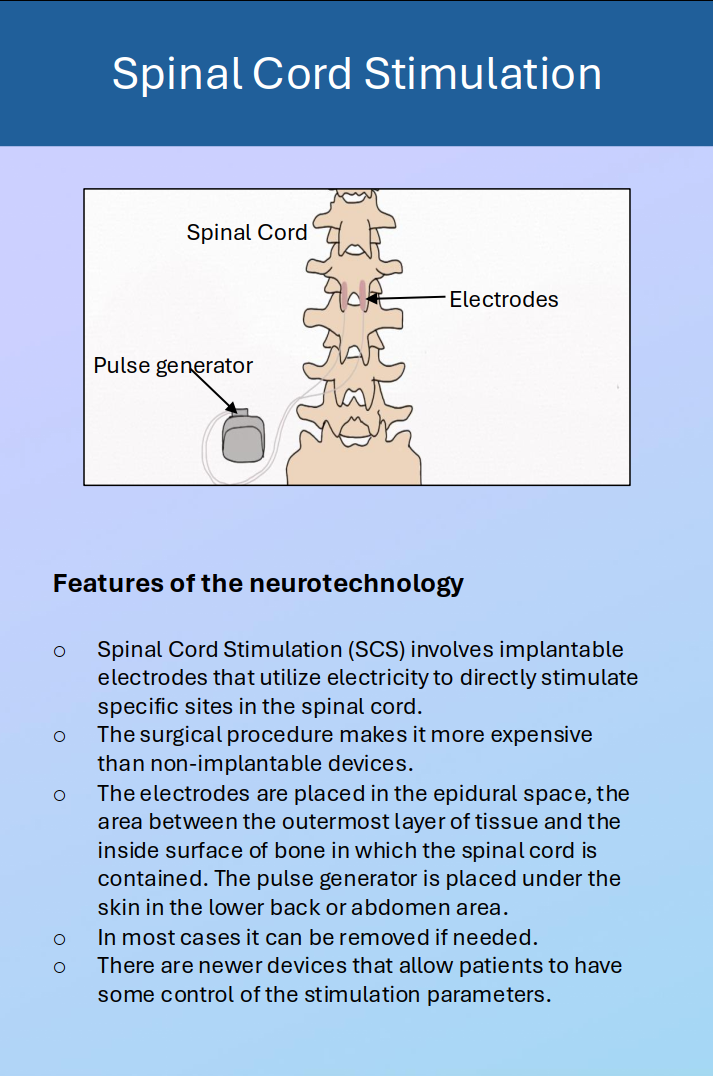 Spinal Cord Stimulation
Spinal Cord
Electrodes
Pulse generator
Features of the neurotechnology
○ Spinal Cord Stimulation (SCS) involves implantable
electrodes that utilize electricity to directly stimulate
specific sites in the spinal cord.
○ The surgical procedure makes it more expensive
than non-implantable devices.
○ The electrodes are placed in the epidural space, the
area between the outermost layer of tissue and the
inside surface of bone in which the spinal cord is
contained. The pulse generator is placed under the
skin in the lower back or abdomen area.
○ In most cases it can be removed if needed.
○ There are newer devices that allow patients to have
some control of the stimulation parameters.